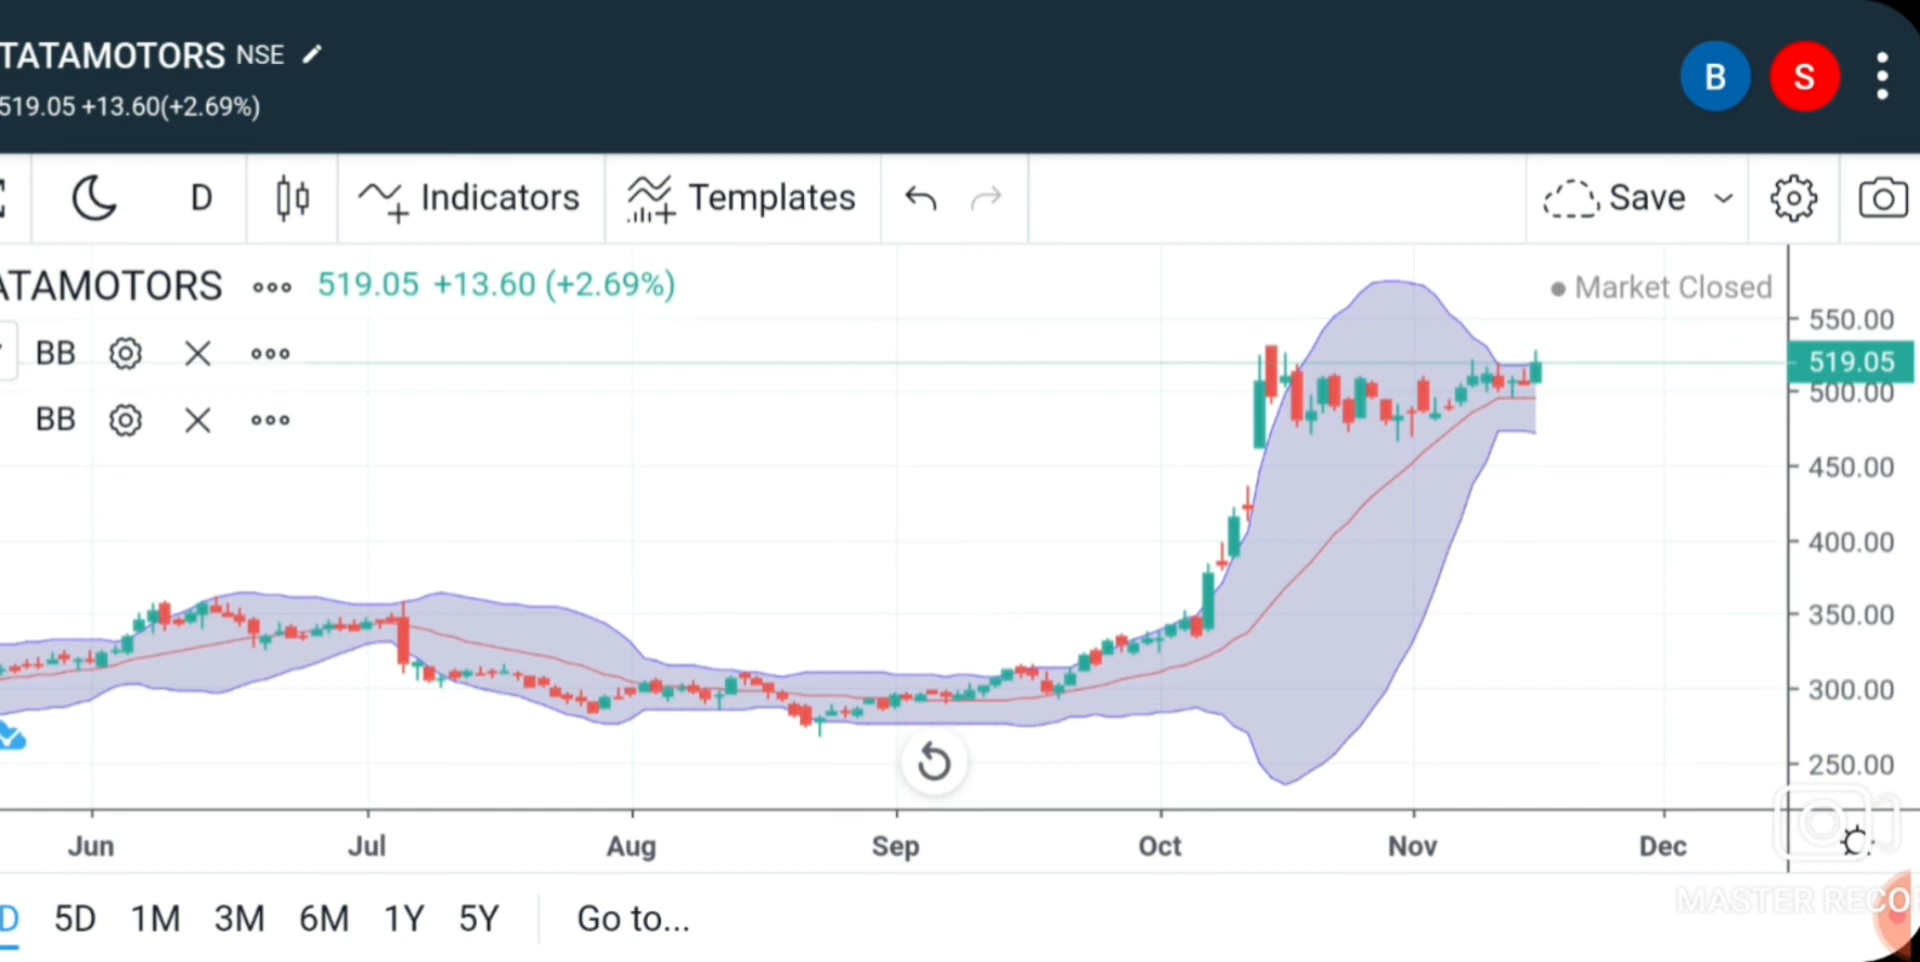 TATAMOTORS NSE
519.05 +13.60(+2.69%)
B S
D Indicators Templates Save
ATAMOTORS 519.05 +13.60 (+2.69%)
Market Closed
BB
BB
550.00
519.05
500.00
450.00
400.00
350.00
300.00
250.00
Jun Jul Aug Sep Oct Nov Dec
MASTER RECOR
D 5D 1M 3M 6M 1Y 5Y Go to...